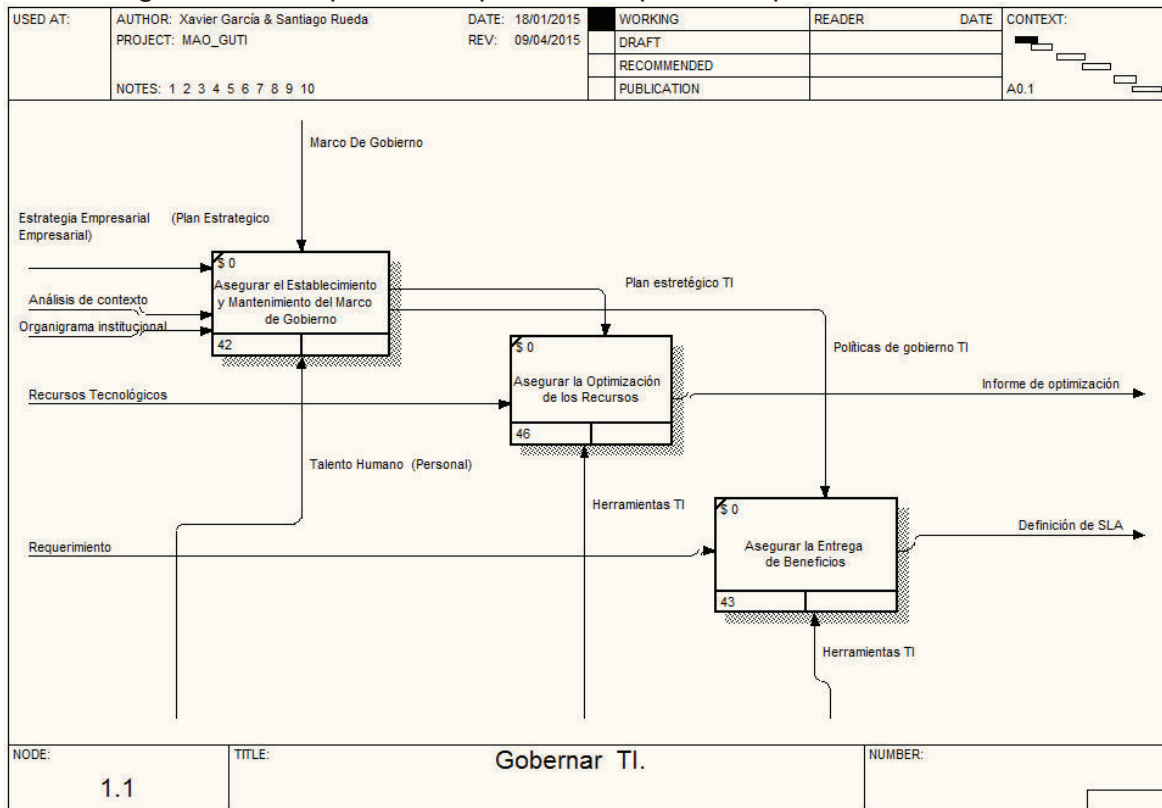 USED AT:
AUTHOR: Xavier García & Santiago Rueda
DATE: 18/01/2015
PROJECT: MAO_GUTI
REV: 09/04/2015
NOTES: 1 2 3 4 5 6 7 8 9 10
WORKING
DRAFT
RECOMMENDED
PUBLICATION
READER
DATE
CONTEXT:
A0.1
Marco De Gobierno
Estrategia Empresarial (Plan Estrategico
Empresarial)
Análisis de contexto
Organigrama institucional
$ 0
Asegurar el Establecimiento
y Mantenimiento del Marco
de Gobierno
42
Plan estretégico TI
Políticas de gobierno TI
Recursos Tecnológicos
$ 0
Asegurar la Optimización
de los Recursos
46
Informe de optimización
Talento Humano (Personal)
Herramientas TI
Requerimiento
$ 0
Asegurar la Entrega
de Beneficios
43
Definición de SLA
Herramientas TI
NODE:
1.1
TITLE:
Gobernar TI.
NUMBER: